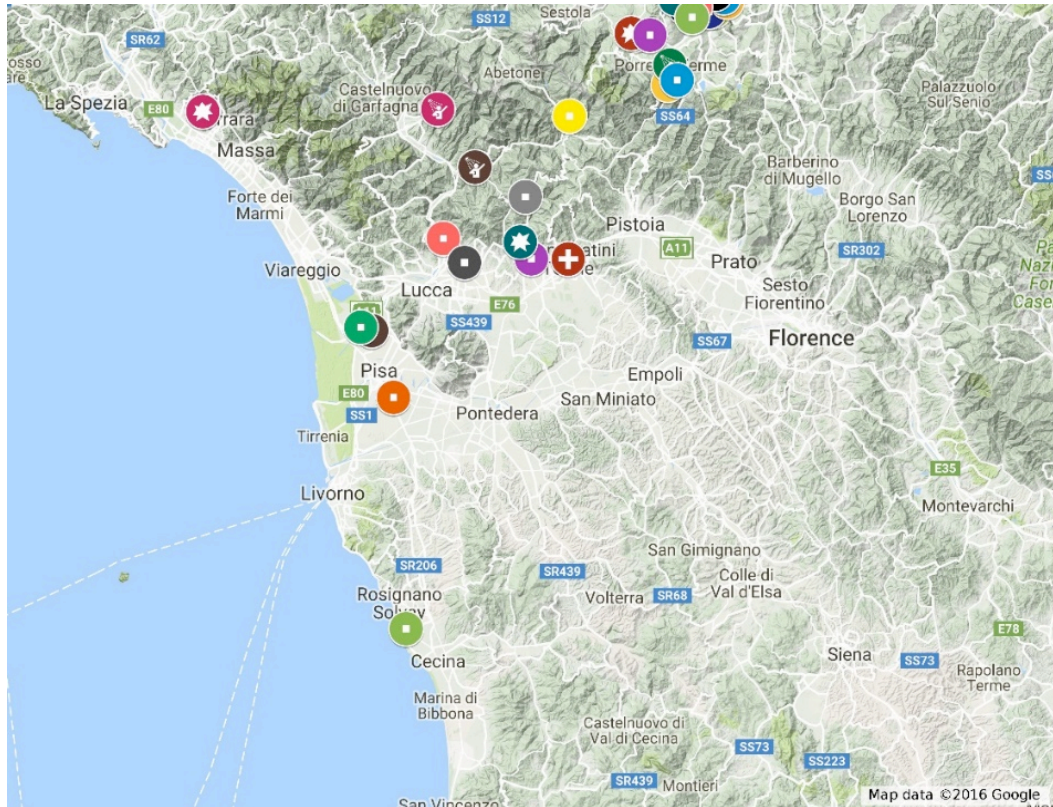 Sestola
SS12
SR62
Abetone
La Spezia
E80
Castelnuovo
di Garfagna
SS64
Palazzuolo
Sul Senio
Massa
Barberino
di Mugello
Forte dei
Marmi
Borgo San
Lorenzo
Pistoia
A11
SR302
Prato
Viareggio
Sesto
Fiorentino
Lucca
E76
SS439
SS67
Florence
Pisa
Empoli
E80
San Miniato
SS1
Pontedera
Tirrenia
E35
Livorno
Montevarchi
San Gimignano
SR206
SR439
Colle di
Val d'Elsa
Rosignano
Volterra
SR68
E78
Siena
SS73
Cecina
Rapolano
Terme
Marina di
Bibbona
Castelnuovo di
Val di Cecina
SS73
SS223
SR439
Montieri
Map data ©2016 Google
San Vincenzo